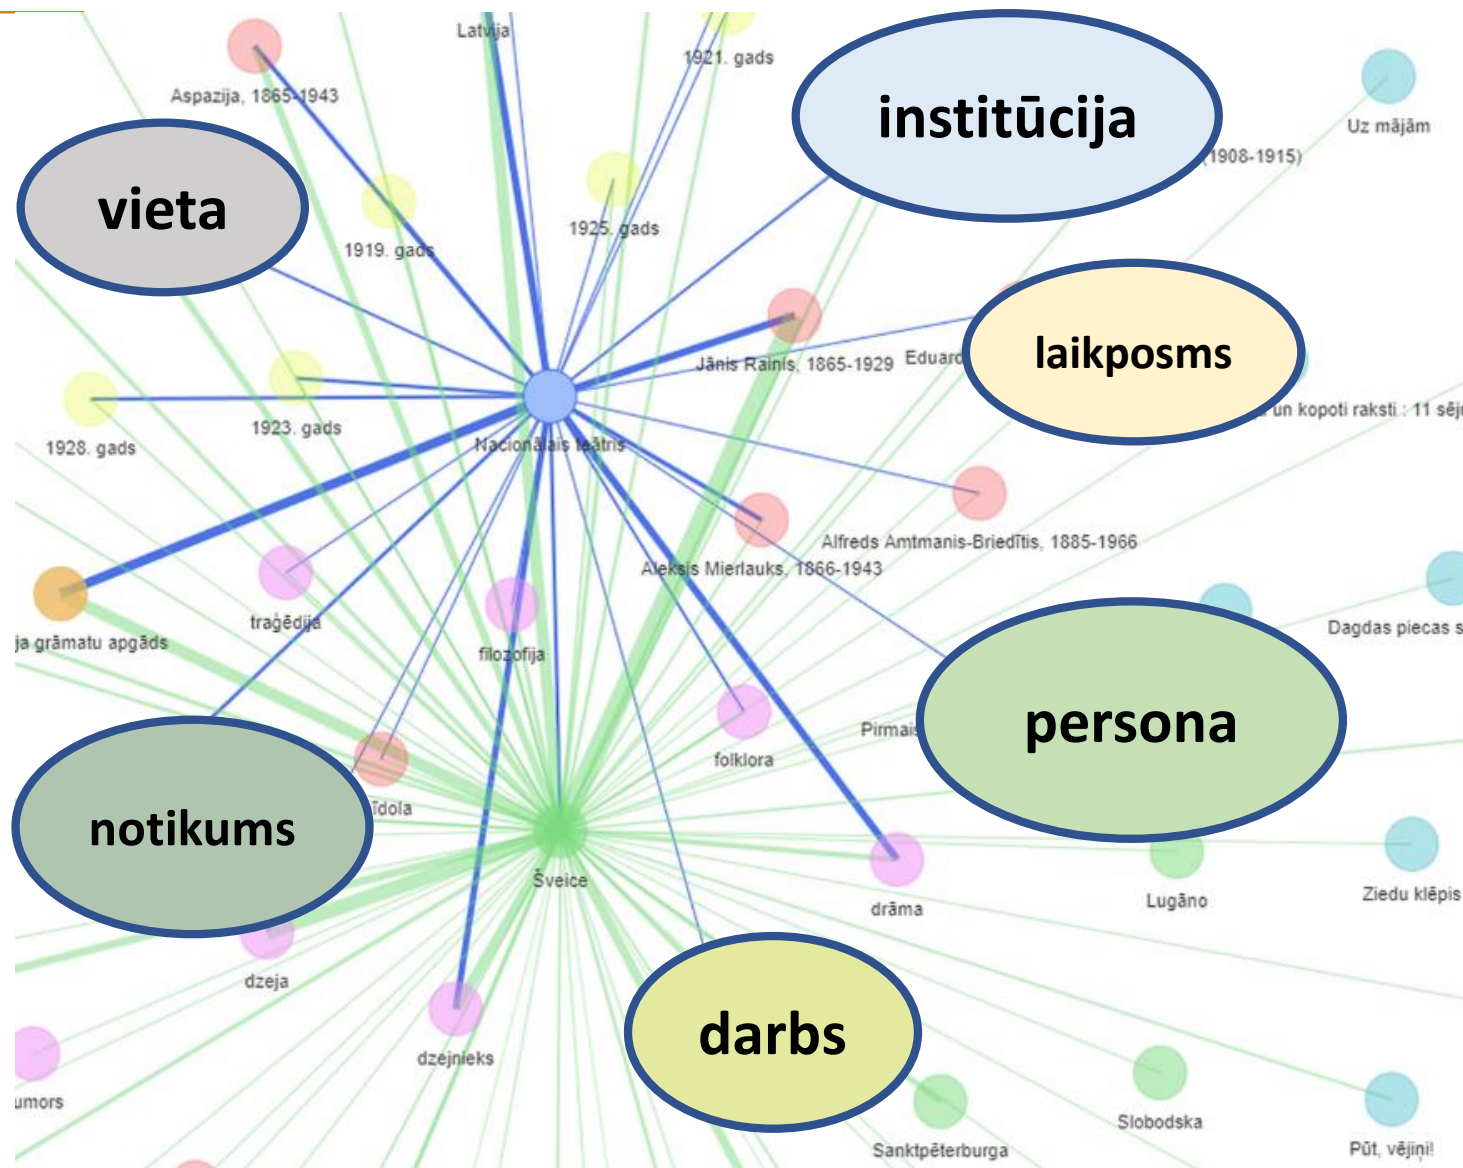 Latvija
1921. gads
Aspazija, 1865-1943
institūcija
Uz mājām
(1908-1915)
vieta
1919. gads
1925. gads
laikposms
Jānis Rainis, 1865-1929
Eduard
un kopoti raksti : 11 sēju
1928. gads
1923. gads
Nacionālais teātris
Alfreds Amtmanis-Briedītis, 1885-1966
Aleksis Mierlauks, 1866-1943
traģēdija
filozofija
ja grāmatu apgāds
Dagdas piecas s
persona
Pirmais
folklora
notikums
īdola
Šveice
drāma
Lugāno
Ziedu klēpis
dzeja
darbs
dzejnieks
umors
Slobodska
Sanktpēterburga
Pūt, vējiņi!